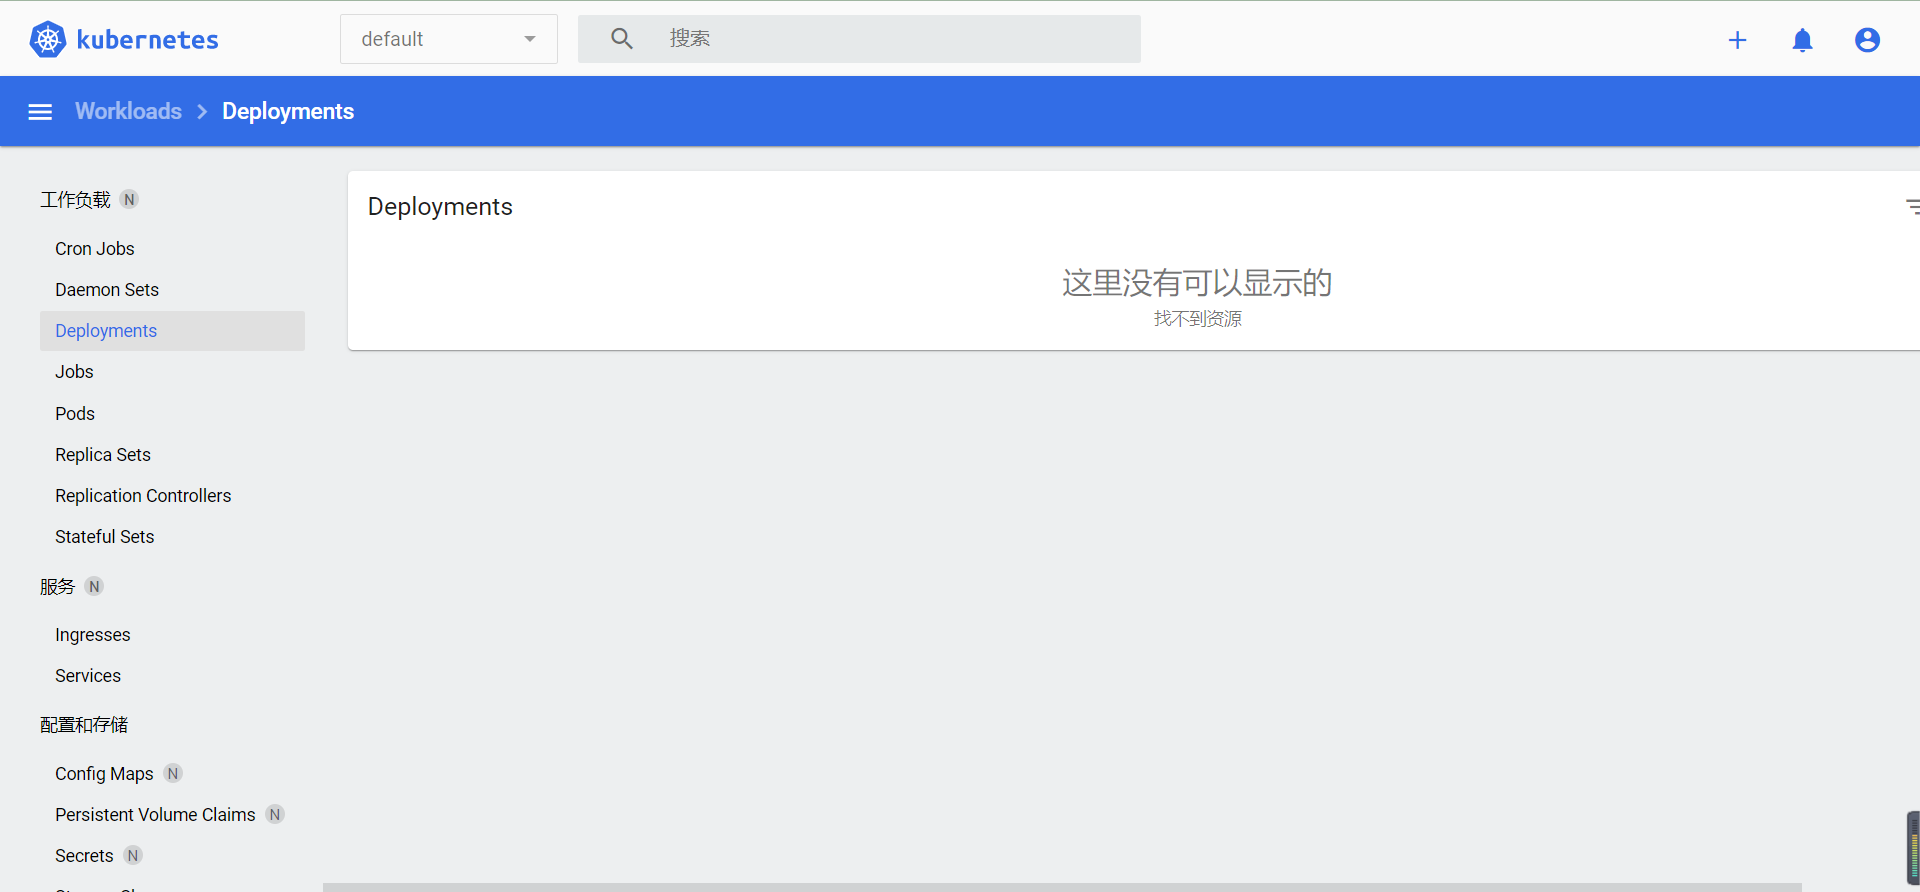 kubernetes
default
搜索
Workloads > Deployments
工作负载 N
Cron Jobs
Daemon Sets
Deployments
Jobs
Pods
Replica Sets
Replication Controllers
Stateful Sets
服务 N
Ingresses
Services
配置和存储
Config Maps N
Persistent Volume Claims N
Secrets N
Deployments
这里没有可以显示的
找不到资源